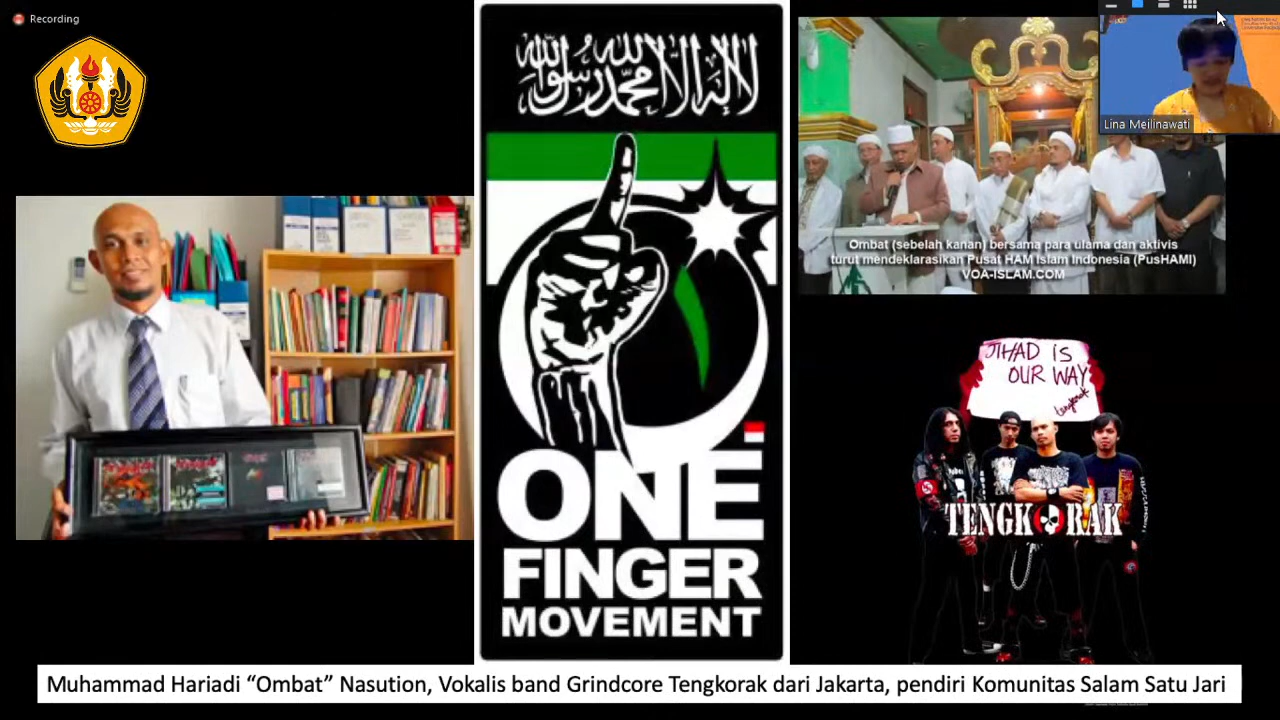 Recording
لا إله إلا الله محمد رسول الله
ONE
FINGER
MOVEMENT
Lina Meilinawati
Ombat (sebelah kanan) bersama para ulama dan aktivis
turut mendeklarasikan Pusat HAM Islam Indonesia (PusHAMI)
VOA-ISLAM.COM
JIHAD iS
OUR WAY
tengkorak
TENGKORAK
Muhammad Hariadi “Ombat” Nasution, Vokalis band Grindcore Tengkorak dari Jakarta, pendiri Komunitas Salam Satu Jari